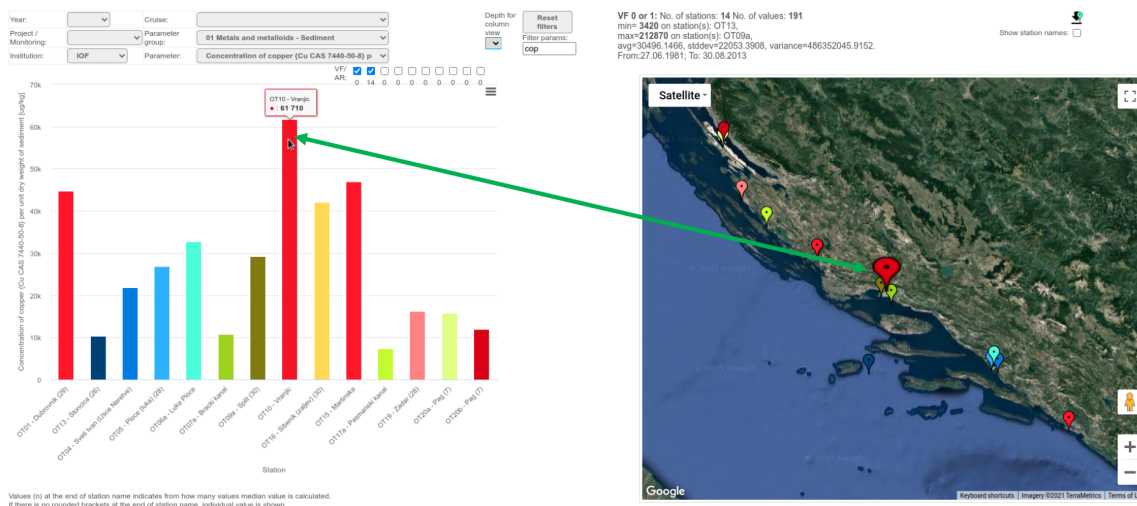 Year:
Cruise:
Project / Monitoring:
Parameter group:
01 Metals and metalloids - Sediment
Institution:
IOF
Parameter:
Concentration of copper {Cu CAS 7440-50-8} p
Depth for column view
Reset filters
Filter params:
cop
VF/ AR:
0 14 0 0 0 0 0 0 0 0
70k
60k
50k
40k
30k
20k
10k
0
Concentration of copper {Cu CAS 7440-50-8} per unit dry weight of sediment [ug/kg]
OT10 - Vranjic
● : 61 710
OT01 - Dubrovnik (29)
OT13 - Stoncica (26)
OT04 - Sveti Ivan (Usce Neretve)
OT05 - Ploce (luka) (28)
OT06a - Luka Ploce
OT07a - Bracki kanal
OT09a - Split (30)
OT10 - Vranjic
OT16 - Sibenik (zaljev) (30)
OT15 - Martinska
OT17a - Pasmanski kanal
OT19 - Zadar (28)
OT20a - Pag (7)
OT20b - Pag (7)
Station
Values (n) at the end of station name indicates from how many values median value is calculated.
If there is no rounded brackets at the end of station name, individual value is shown.
VF 0 or 1: No. of stations: 14 No. of values: 191
min= 3420 on station(s): OT13,
max=212870 on station(s): OT09a,
avg=30496.1466, stddev=22053.3908, variance=486352045.9152.
From:27.06.1981; To: 30.08.2013
Show station names:
Satellite
Google
Keyboard shortcuts
Imagery ©2021 TerraMetrics
Terms of U